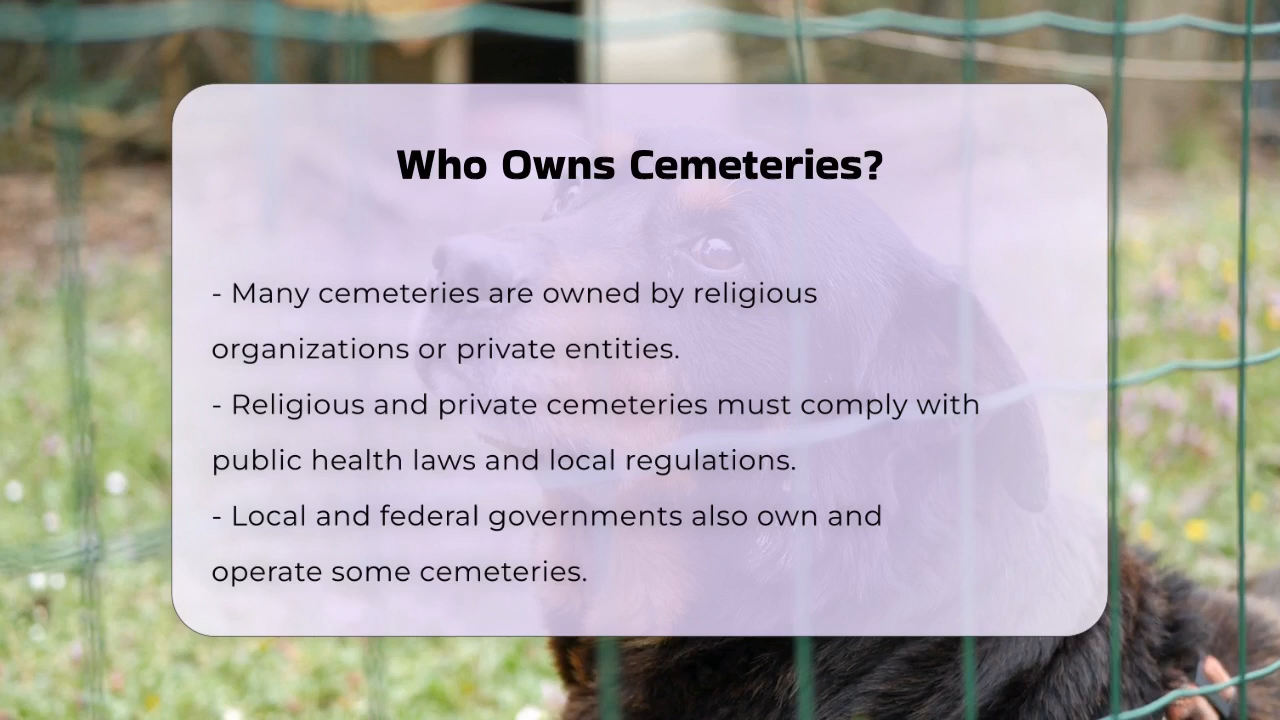 Who Owns Cemeteries?
- Many cemeteries are owned by religious
organizations or private entities.
- Religious and private cemeteries must comply with
public health laws and local regulations.
- Local and federal governments also own and
operate some cemeteries.